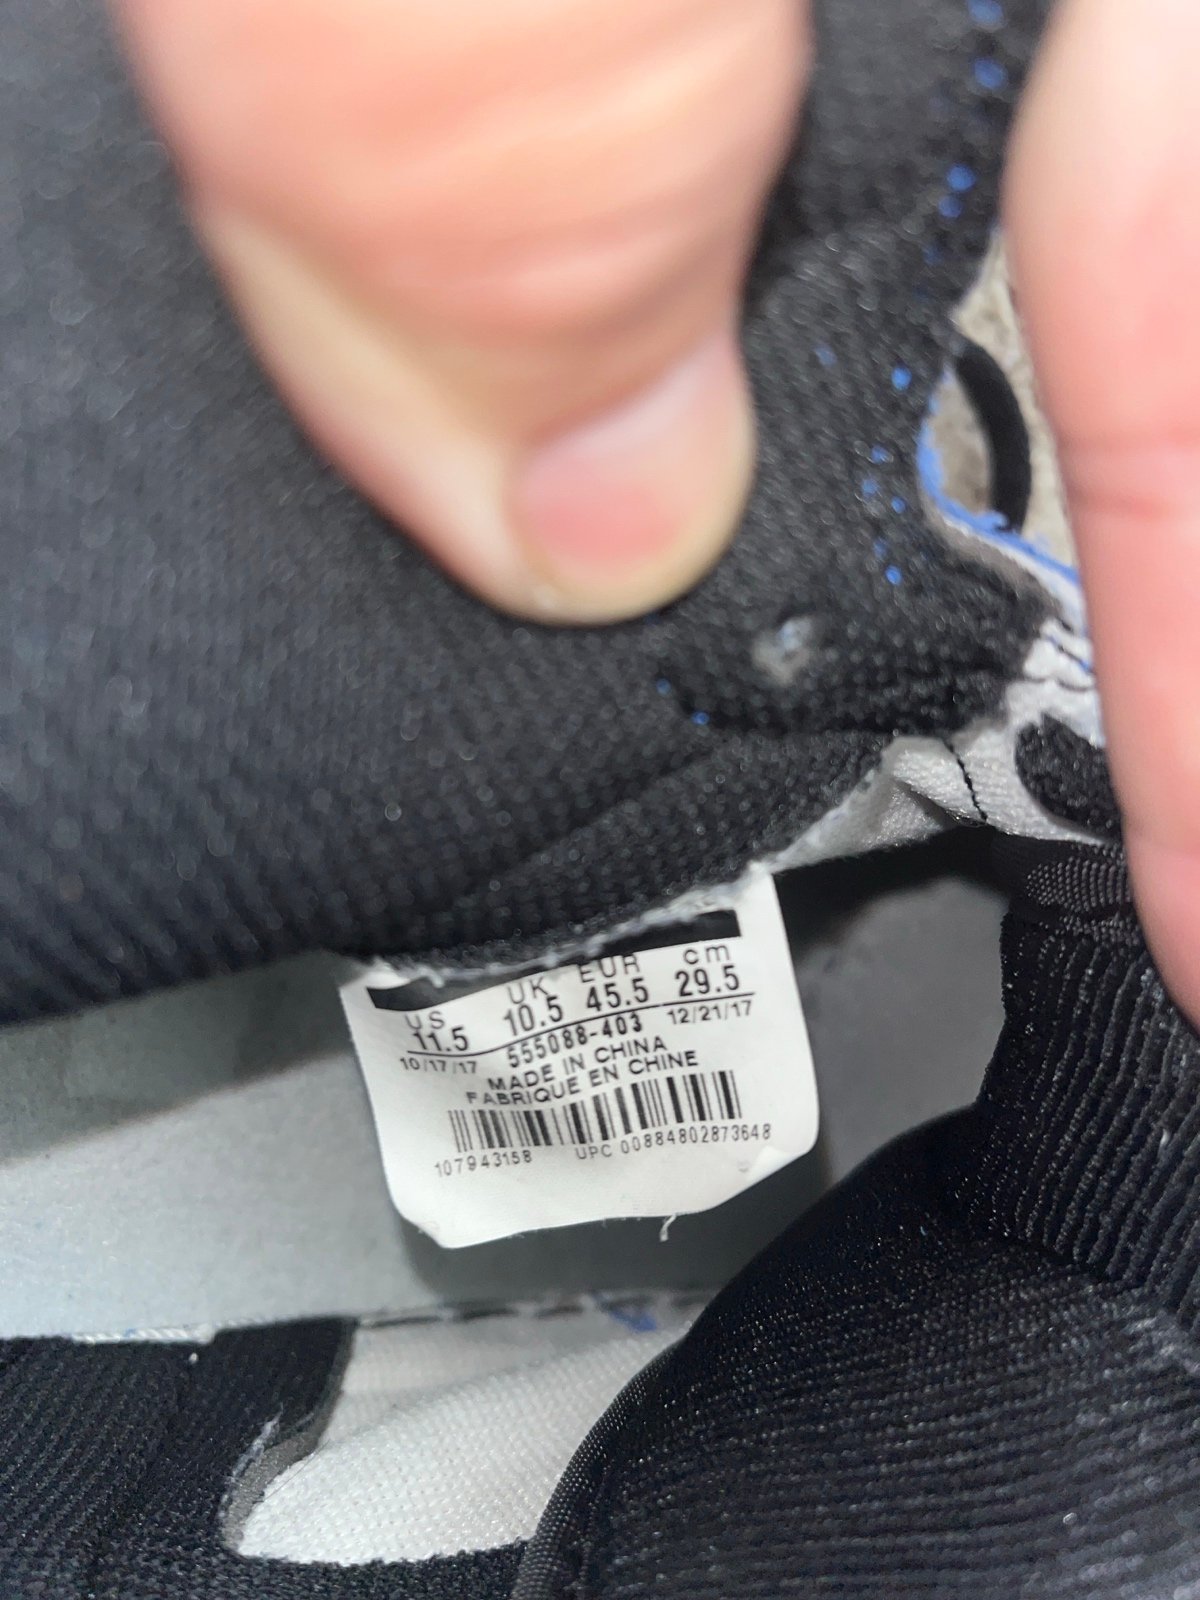 US UK EUR cm
11.5 10.5 45.5 29.5
10/17/17 555088-403 12/21/17
MADE IN CHINA
FABRIQUE EN CHINE
107943158 UPC 00884802873648